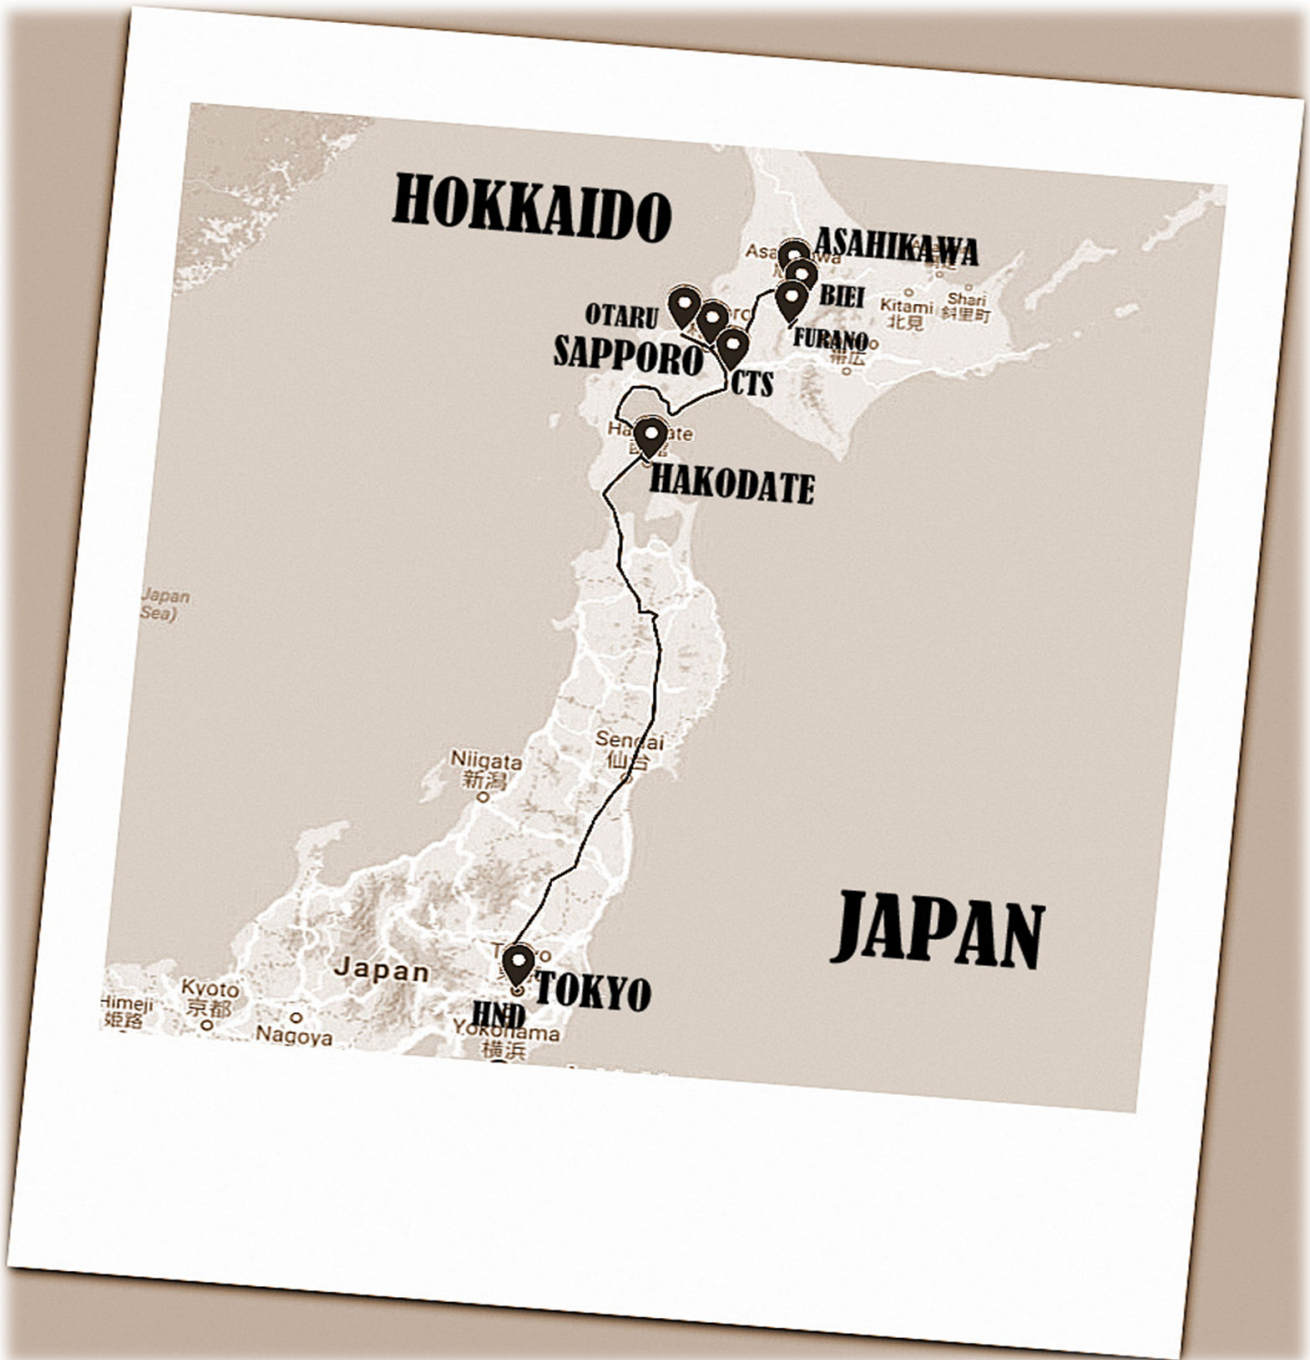 HOKKAIDO
ASAHIKAWA
BIEI
Kitami
北見
Shari
斜里町
OTARU
FURANO
SAPPORO
CTS
HAKODATE
Japan
Sea)
Sendai
仙台
Niigata
新潟
JAPAN
Japan
TOKYO
HND
Yokohama
横浜
Kyoto
京都
Himeji
姫路
Nagoya